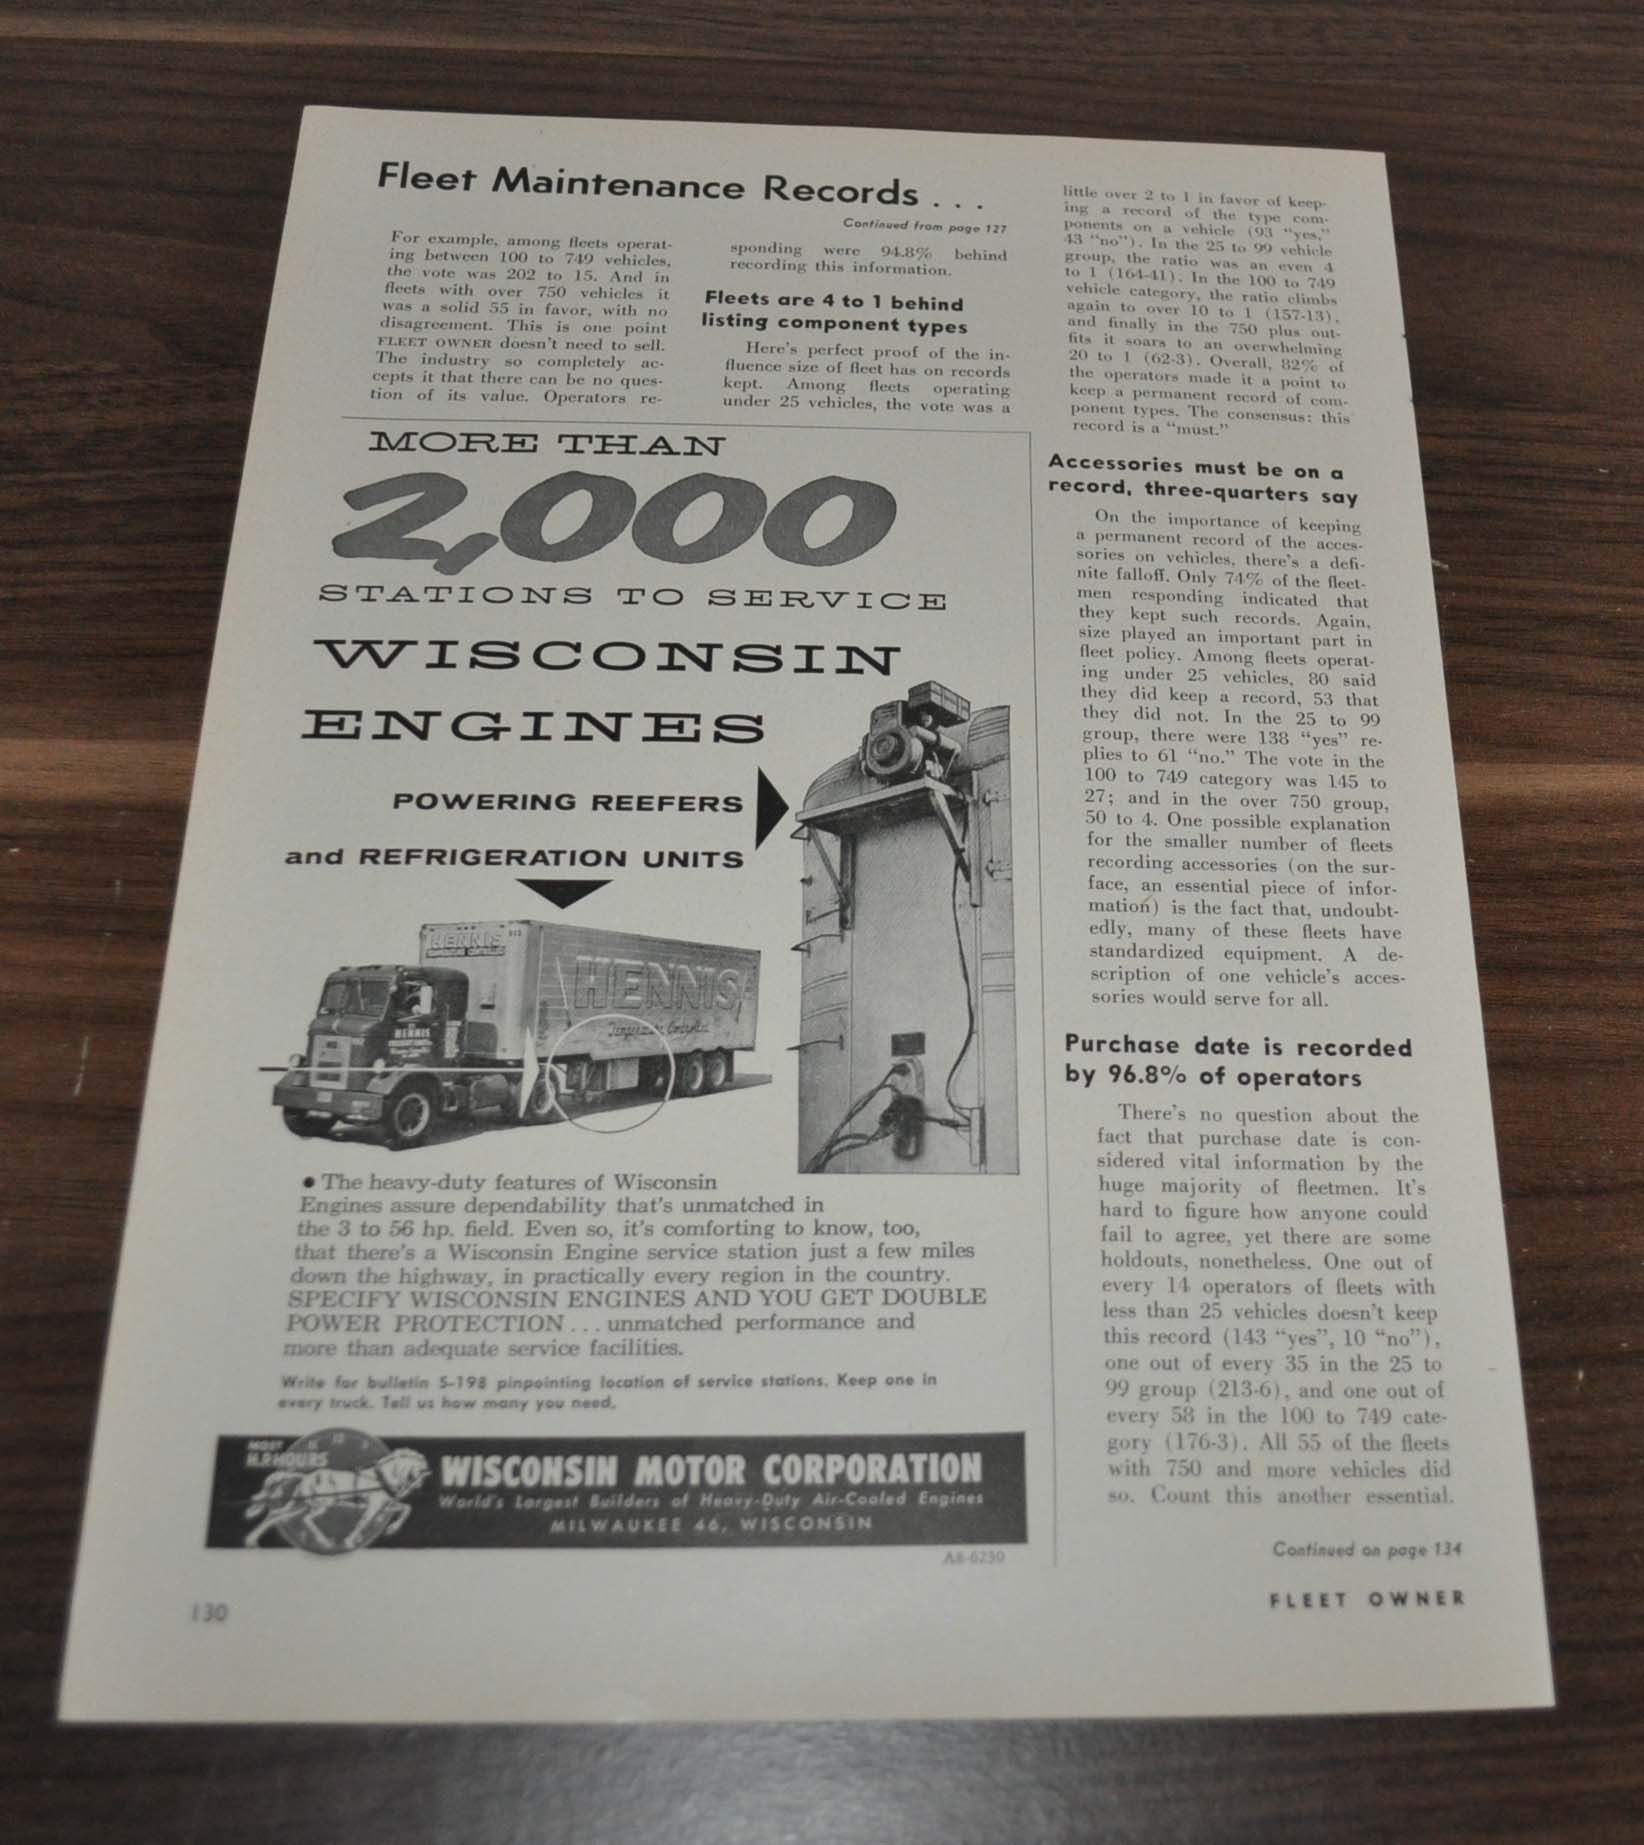 Fleet Maintenance Records . . .
Continued from page 127
For example, among fleets operat-
ing between 100 to 749 vehicles,
the vote was 202 to 15. And in
fleets with over 750 vehicles it
was a solid 55 in favor, with no
disagreement. This is one point
FLEET OWNER doesn't need to sell.
The industry so completely ac-
cepts it that there can be no ques-
tion of its value. Operators re-
sponding were 94.8% behind
recording this information.
Fleets are 4 to 1 behind
listing component types
Here's perfect proof of the in-
fluence size of fleet has on records
kept. Among fleets operating
under 25 vehicles, the vote was a
little over 2 to 1 in favor of keep-
ing a record of the type com-
ponents on a vehicle (93 "yes,"
43 "no"). In the 25 to 99 vehicle
group, the ratio was an even 4
to 1 (164-41). In the 100 to 749
vehicle category, the ratio climbs
again to over 10 to 1 (157-13),
and finally in the 750 plus out-
fits it soars to an overwhelming
20 to 1 (62-3). Overall, 82% of
the operators made it a point to
keep a permanent record of com-
ponent types. The consensus: this
record is a "must."
Accessories must be on a
record, three-quarters say
On the importance of keeping
a permanent record of the acces-
sories on vehicles, there's a defi-
nite falloff. Only 74% of the fleet-
men responding indicated that
they kept such records. Again,
size played an important part in
fleet policy. Among fleets operat-
ing under 25 vehicles, 80 said
they did keep a record, 53 that
they did not. In the 25 to 99
group, there were 138 "yes" re-
plies to 61 "no." The vote in the
100 to 749 category was 145 to
27; and in the over 750 group,
50 to 4. One possible explanation
for the smaller number of fleets
recording accessories (on the sur-
face, an essential piece of infor-
mation) is the fact that, undoubt-
edly, many of these fleets have
standardized equipment. A de-
scription of one vehicle's acces-
sories would serve for all.
Purchase date is recorded
by 96.8% of operators
There's no question about the
fact that purchase date is con-
sidered vital information by the
huge majority of fleetmen. It's
hard to figure how anyone could
fail to agree, yet there are some
holdouts, nonetheless. One out of
every 14 operators of fleets with
less than 25 vehicles doesn't keep
this record (143 "yes", 10 "no"),
one out of every 35 in the 25 to
99 group (213-6), and one out of
every 58 in the 100 to 749 cate-
gory (176-3). All 55 of the fleets
with 750 and more vehicles did
so. Count this another essential.
Continued on page 134
MORE THAN
2,000
STATIONS TO SERVICE
WISCONSIN
ENGINES
POWERING REEFERS
and REFRIGERATION UNITS
HENNIS
HENNIS
HENNIS
• The heavy-duty features of Wisconsin
Engines assure dependability that's unmatched in
the 3 to 56 hp. field. Even so, it's comforting to know, too,
that there's a Wisconsin Engine service station just a few miles
down the highway, in practically every region in the country.
SPECIFY WISCONSIN ENGINES AND YOU GET DOUBLE
POWER PROTECTION . . . unmatched performance and
more than adequate service facilities.
Write for bulletin S-198 pinpointing location of service stations. Keep one in
every truck. Tell us how many you need.
MOST
H.P. HOURS
WISCONSIN MOTOR CORPORATION
World's Largest Builders of Heavy-Duty Air-Cooled Engines
MILWAUKEE 46, WISCONSIN
130
FLEET OWNER